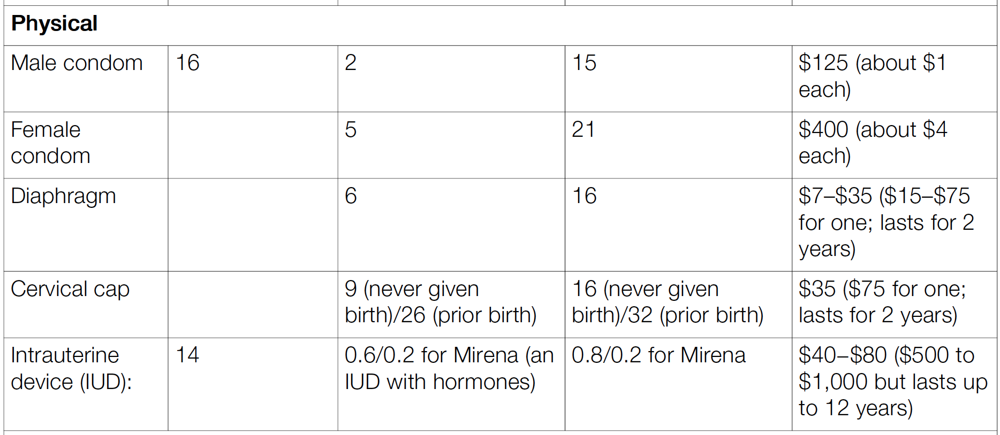 Physical
Male condom 16 2 15 $125 (about $1
each)
Female 5 21 $400 (about $4
condom each)
Diaphragm 6 16 $7–$35 ($15–$75
for one; lasts for 2
years)
Cervical cap 9 (never given 16 (never given $35 ($75 for one;
birth)/26 (prior birth) birth)/32 (prior birth) lasts for 2 years)
Intrauterine 14 0.6/0.2 for Mirena (an 0.8/0.2 for Mirena $40–$80 ($500 to
device (IUD): IUD with hormones) $1,000 but lasts up
to 12 years)